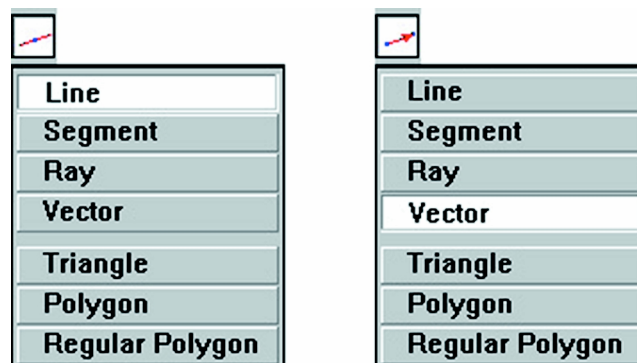 Line
Segment
Ray
Vector
Triangle
Polygon
Regular Polygon
Line
Segment
Ray
Vector
Triangle
Polygon
Regular Polygon